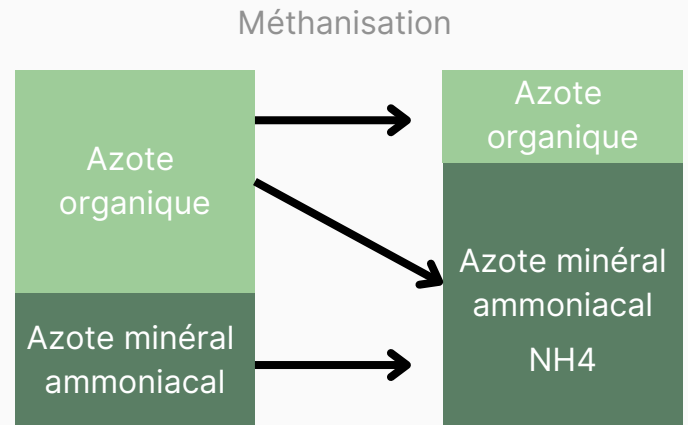 Méthanisation
Azote
organique
Azote minéral
ammoniacal
Azote
organique
Azote minéral
ammoniacal
NH4